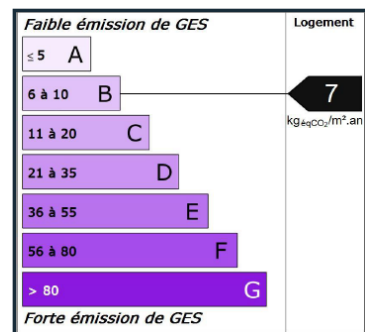 Faible émission de GES
Logement
≤ 5 A
6 à 10 B
7
kgéqCO₂/m².an
11 à 20 C
21 à 35 D
36 à 55 E
56 à 80 F
> 80 G
Forte émission de GES